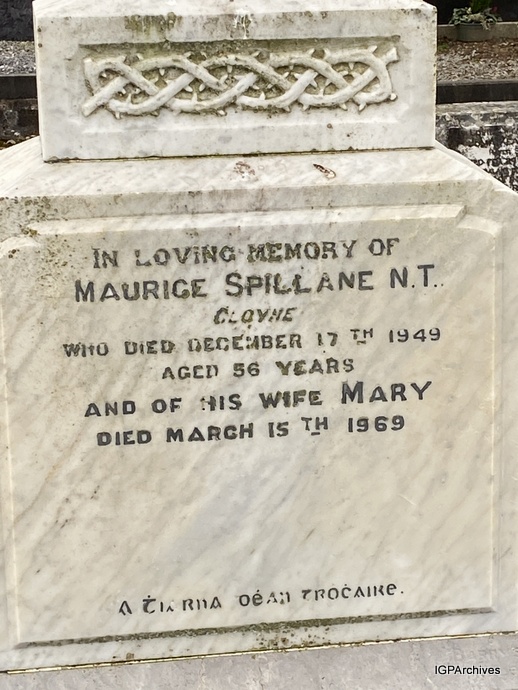 IN LOVING MEMORY OF
MAURICE SPILLANE N.T.
CLOYNE
WHO DIED DECEMBER 17TH 1949
AGED 56 YEARS
AND OF HIS WIFE MARY
DIED MARCH 15TH 1969
A ṪIARNA DÉAN TRÓCAIRE.
IGPArchives